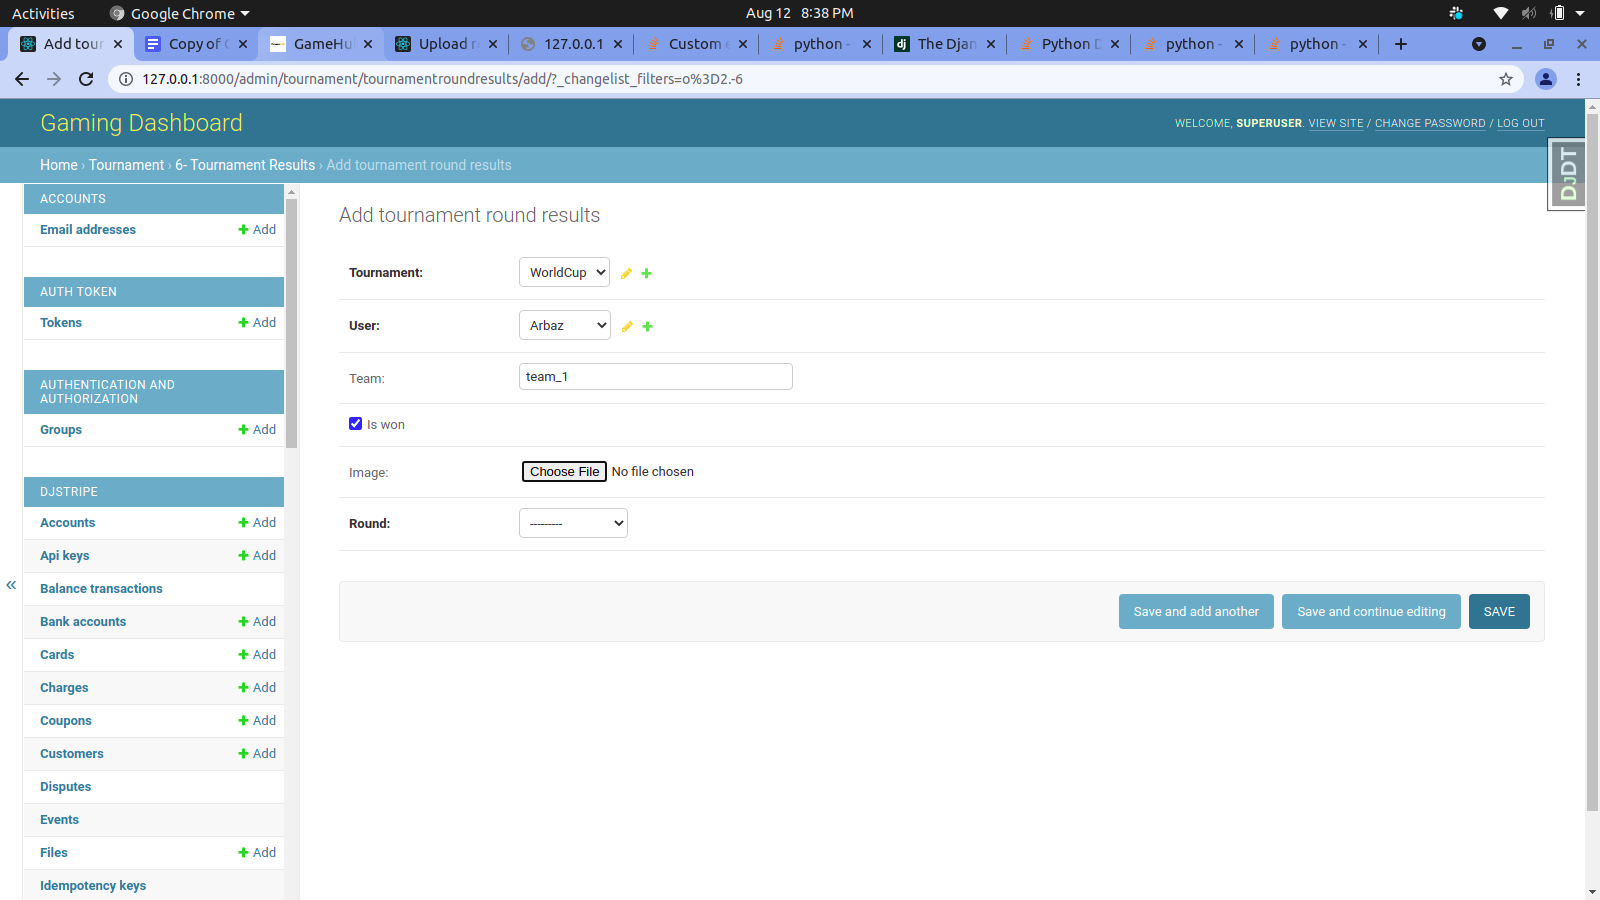 Activities Google Chrome Aug 12 8:38 PM
Add tour Copy of GameHu Upload r 127.0.0.1 Custom python - The Djan Python D python - python -
127.0.0.1:8000/admin/tournament/tournamentroundresults/add/?_changelist_filters=o%3D2.-6
Gaming Dashboard
WELCOME, SUPERUSER. VIEW SITE / CHANGE PASSWORD / LOG OUT
Home › Tournament › 6- Tournament Results › Add tournament round results
DJDT
ACCOUNTS
Email addresses Add
AUTH TOKEN
Tokens Add
AUTHENTICATION AND
AUTHORIZATION
Groups Add
DJSTRIPE
Accounts Add
Api keys Add
Balance transactions
Bank accounts Add
Cards Add
Charges Add
Coupons Add
Customers Add
Disputes
Events
Files Add
Idempotency keys
«
Add tournament round results
Tournament: WorldCup
User: Arbaz
Team: team_1
Is won
Image: Choose File No file chosen
Round: ---------
Save and add another Save and continue editing SAVE